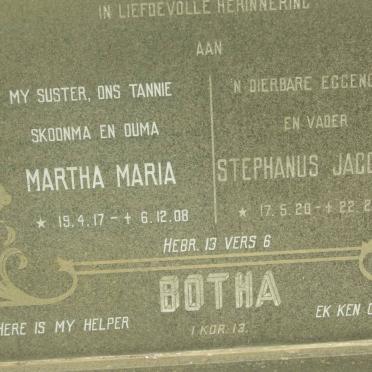 IN LIEFDEVOLLE HERINNERING
AAN
MY SUSTER, ONS TANNIE
SKOONMA EN OUMA
MARTHA MARIA
★ 19.4.17 - ✝ 6.12.08
'N DIERBARE EGGENO
EN VADER
STEPHANUS JACO
★ 17.5.20 - ✝ 22.2
HEBR. 13 VERS 6
BOTHA
HERE IS MY HELPER
1 KOR. 13.
EK KEN